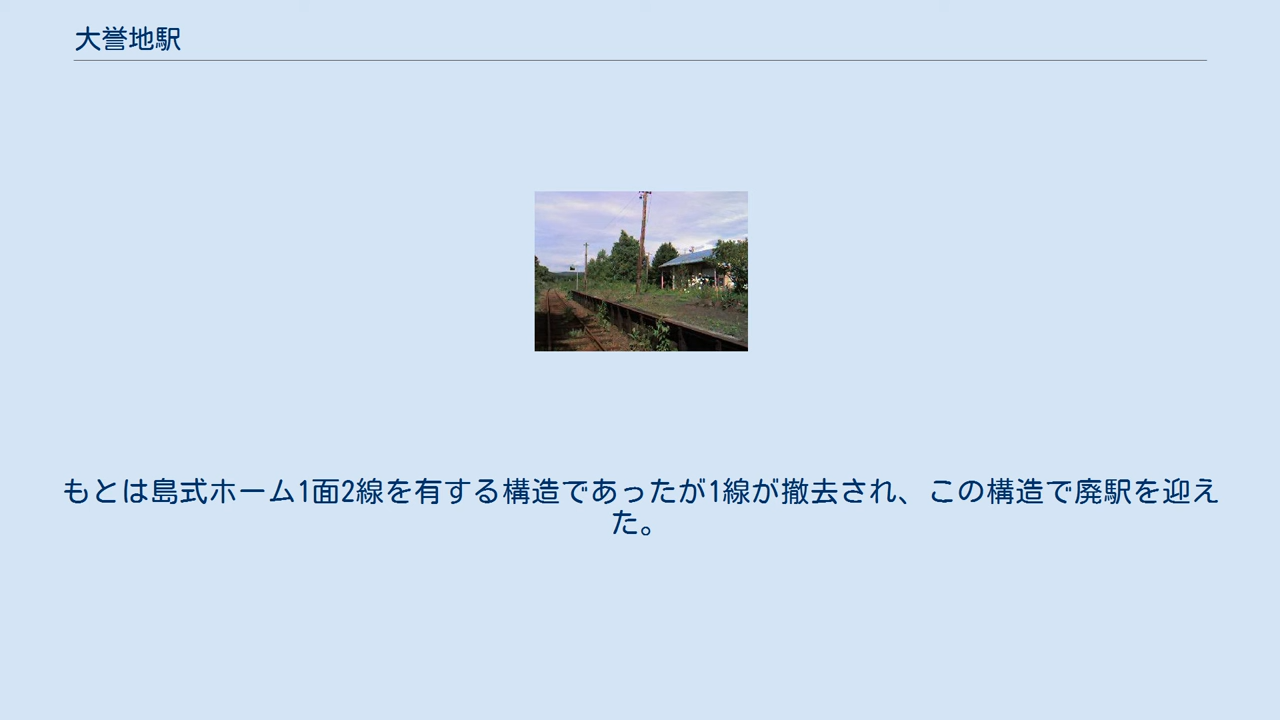 大誉地駅
もとは島式ホーム1面2線を有する構造であったが1線が撤去され、この構造で廃駅を迎え
た。